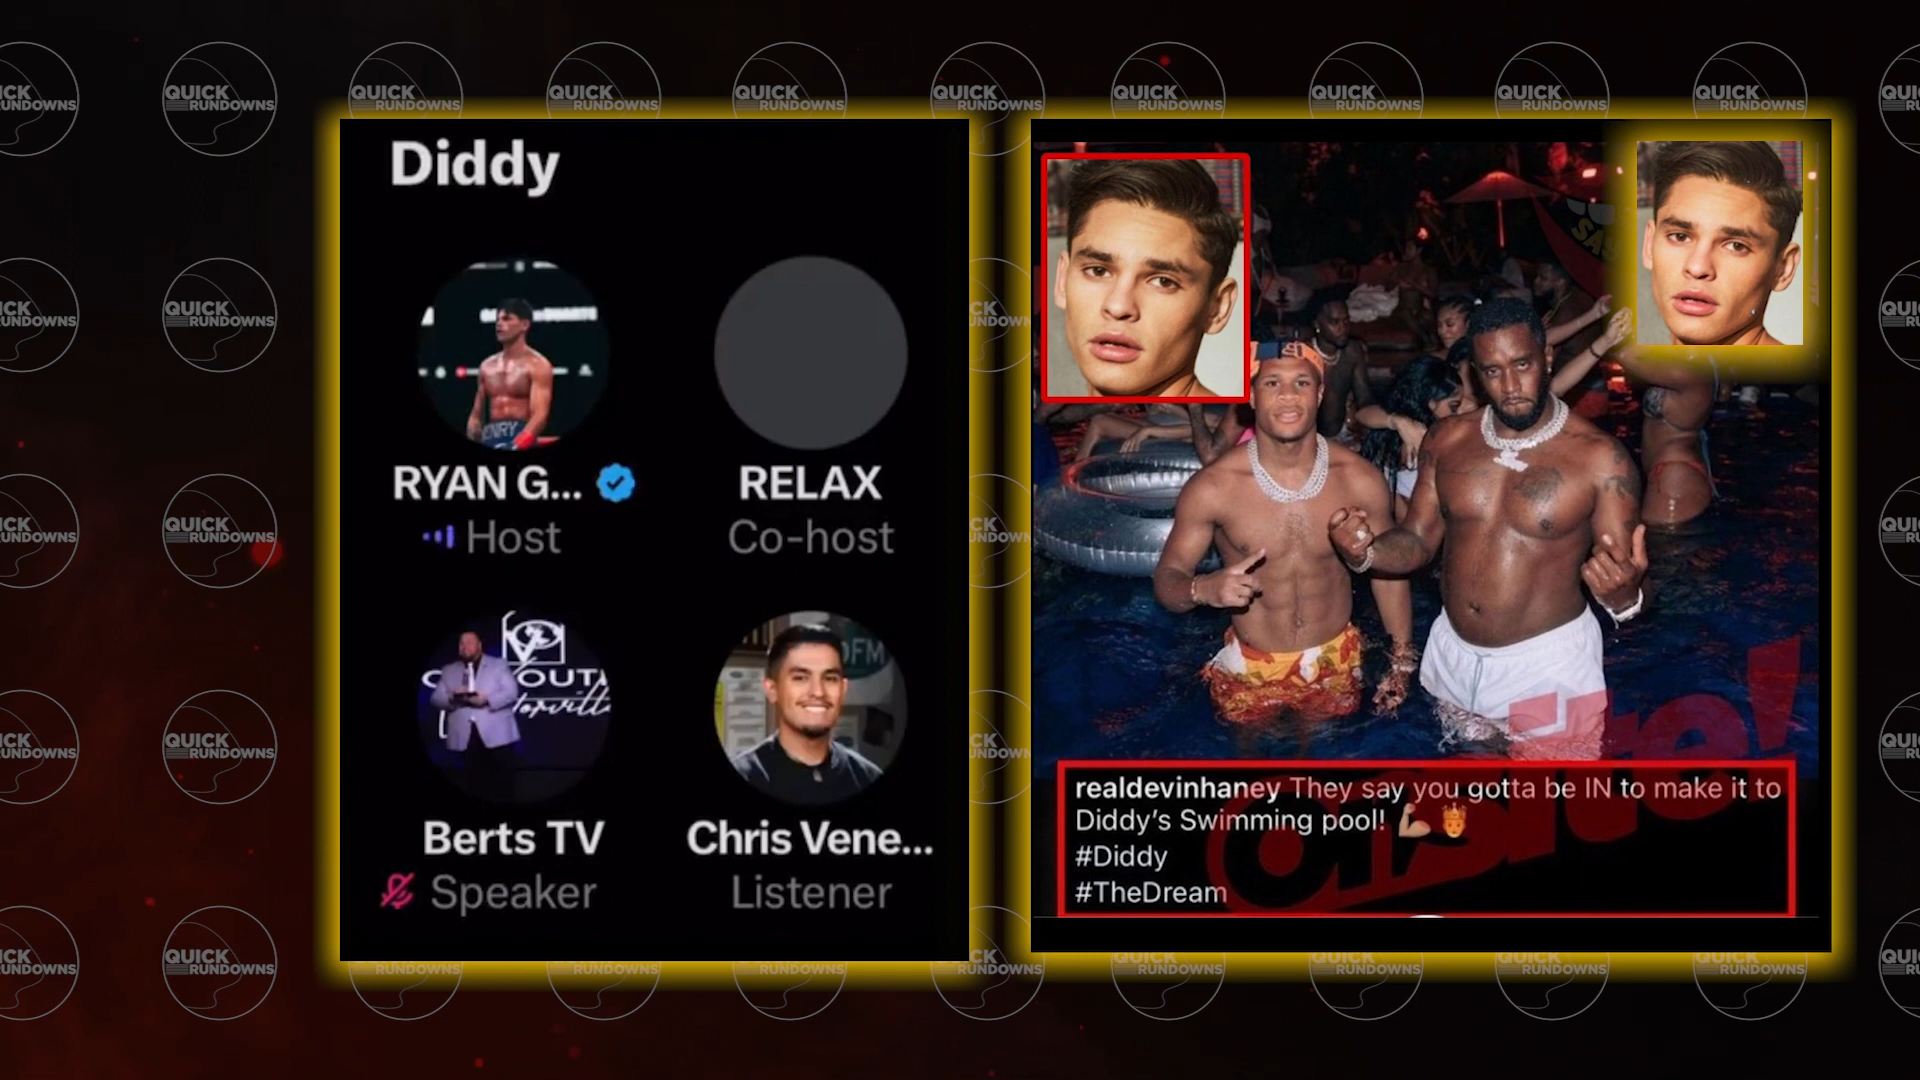 QUICK
RUNDOWNS
Diddy
RYAN G...
Host
RELAX
Co-host
Berts TV
Speaker
Chris Vene...
Listener
realdevinhaney They say you gotta be IN to make it to
Diddy's Swimming pool! 💪🏼 🤴🏼
#Diddy
#TheDream
Onsite!